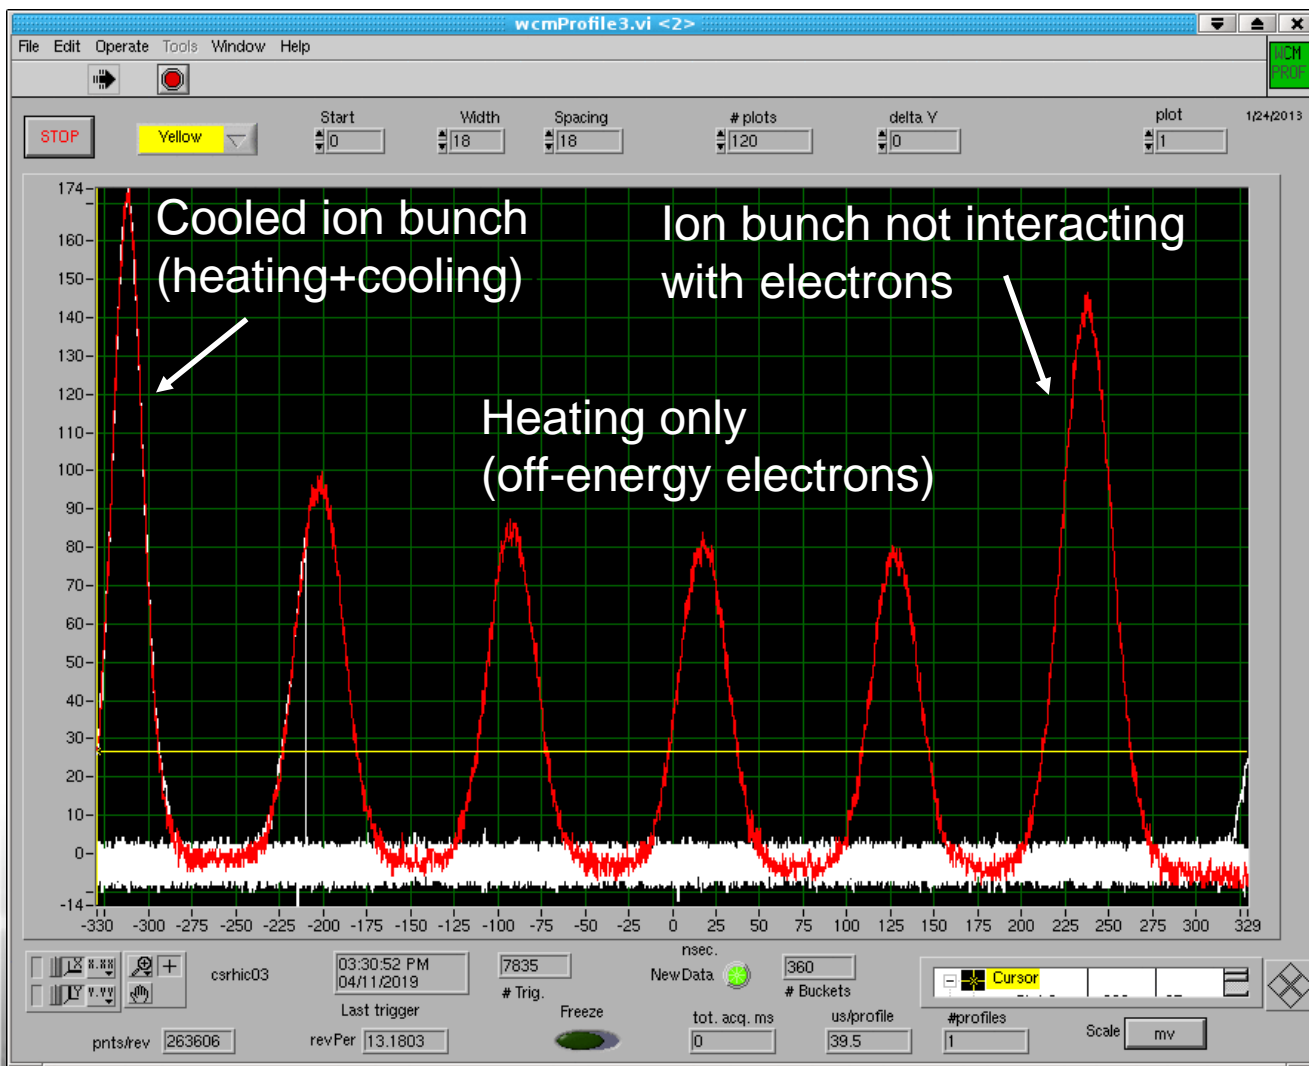 wcmProfile3.vi <2>
File Edit Operate Tools Window Help
WCM
PROF
STOP
Yellow
Start
0
Width
18
Spacing
18
# plots
120
delta Y
0
plot
1
1/24/2013
Cooled ion bunch
(heating+cooling)
Ion bunch not interacting
with electrons
Heating only
(off-energy electrons)
174
160
150
140
130
120
110
100
90
80
70
60
50
40
30
20
10
0
-14
-330 -300 -275 -250 -225 -200 -175 -150 -125 -100 -75 -50 -25 0 25 50 75 100 125 150 175 200 225 250 275 300 329
nsec.
X X.XX
Y Y.YY
csrhic03
03:30:52 PM
04/11/2019
Last trigger
7835
# Trig.
New Data
360
# Buckets
Cursor
Freeze
pnts/rev 263606
revPer 13.1803
tot. acq. ms
0
us/profile
39.5
#profiles
1
Scale mv